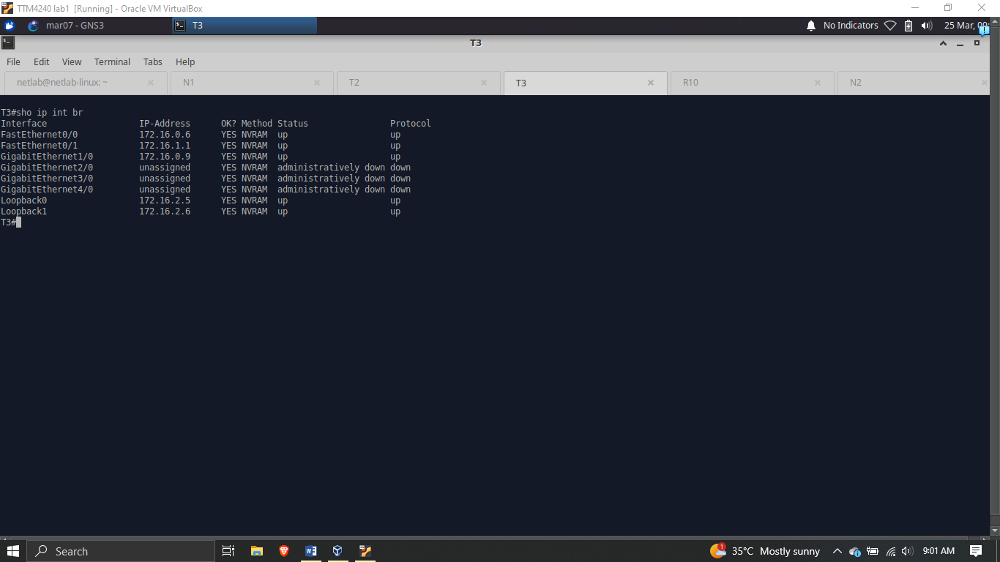 TTM4240 lab1 [Running] - Oracle VM VirtualBox
mar07 - GNS3 T3 No Indicators 25 Mar,
T3
File Edit View Terminal Tabs Help
netlab@netlab-linux: ~ N1 T2 T3 R10 N2
T3#sho ip int br
Interface IP-Address OK? Method Status Protocol
FastEthernet0/0 172.16.0.6 YES NVRAM up up
FastEthernet0/1 172.16.1.1 YES NVRAM up up
GigabitEthernet1/0 172.16.0.9 YES NVRAM up up
GigabitEthernet2/0 unassigned YES NVRAM administratively down down
GigabitEthernet3/0 unassigned YES NVRAM administratively down down
GigabitEthernet4/0 unassigned YES NVRAM administratively down down
Loopback0 172.16.2.5 YES NVRAM up up
Loopback1 172.16.2.6 YES NVRAM up up
T3#
Search 1 35°C Mostly sunny 9:01 AM